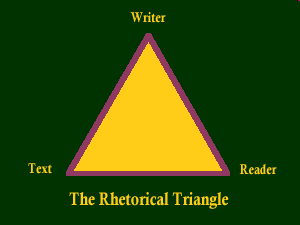 Writer
Text
Reader
The Rhetorical Triangle